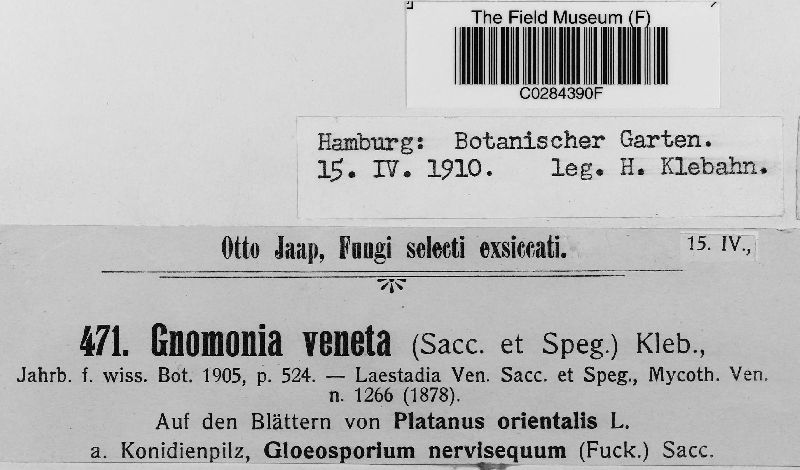 The Field Museum (F)
C0284390F
Hamburg: Botanischer Garten.
15. IV. 1910. leg. H. Klebahn.
Otto Jaap, Fungi selecti exsiccati.
15. IV.,
471. Gnomonia veneta (Sacc. et Speg.) Kleb.,
Jahrb. f. wiss. Bot. 1905, p. 524. — Laestadia Ven. Sacc. et Speg., Mycoth. Ven.
n. 1266 (1878).
Auf den Blättern von Platanus orientalis L.
a. Konidienpilz, Gloeosporium nervisequum (Fuck.) Sacc.